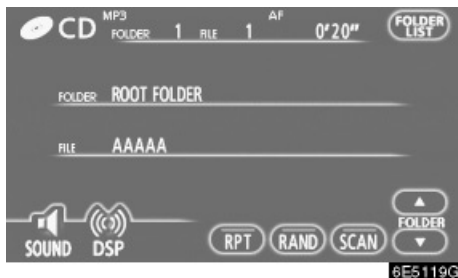 CD MP3 FOLDER 1 FILE 1 AF 0'20" FOLDER LIST
FOLDER ROOT FOLDER
FILE AAAAA
SOUND DSP RPT RAND SCAN ▲ FOLDER ▼
6E5119G